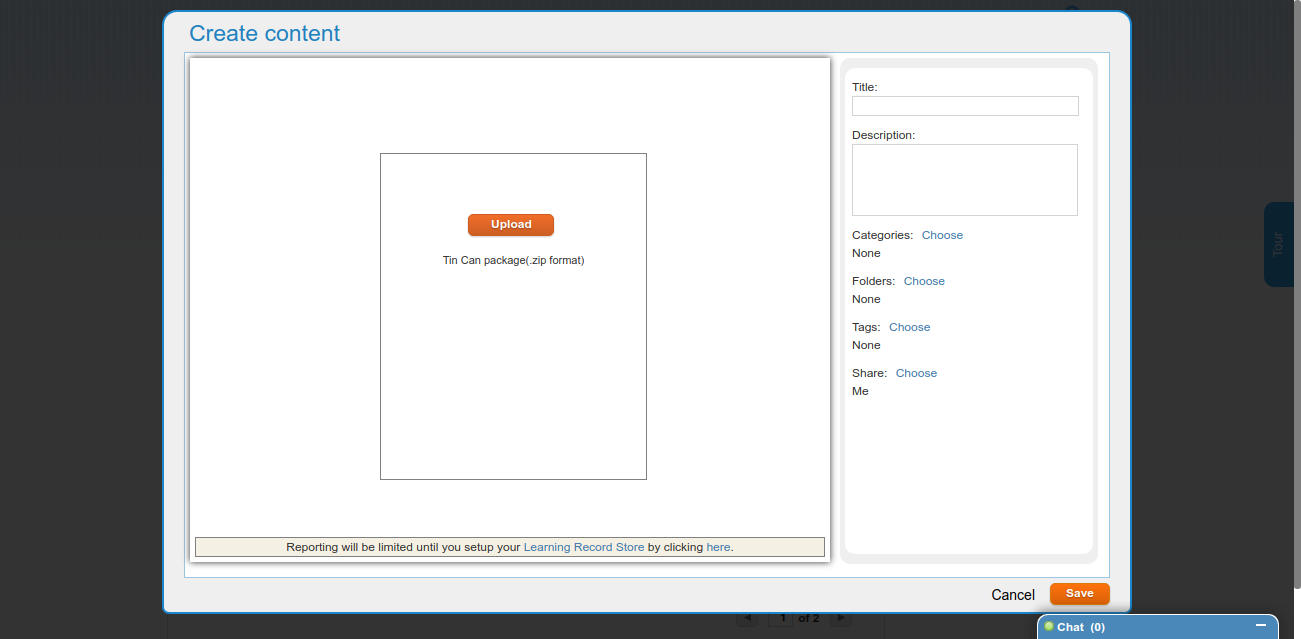 Create content
Upload
Tin Can package(.zip format)
Reporting will be limited until you setup your Learning Record Store by clicking here.
Title:
Description:
Categories: Choose
None
Folders: Choose
None
Tags: Choose
None
Share: Choose
Me
Tour
Cancel
Save
1 of 2
Chat (0)